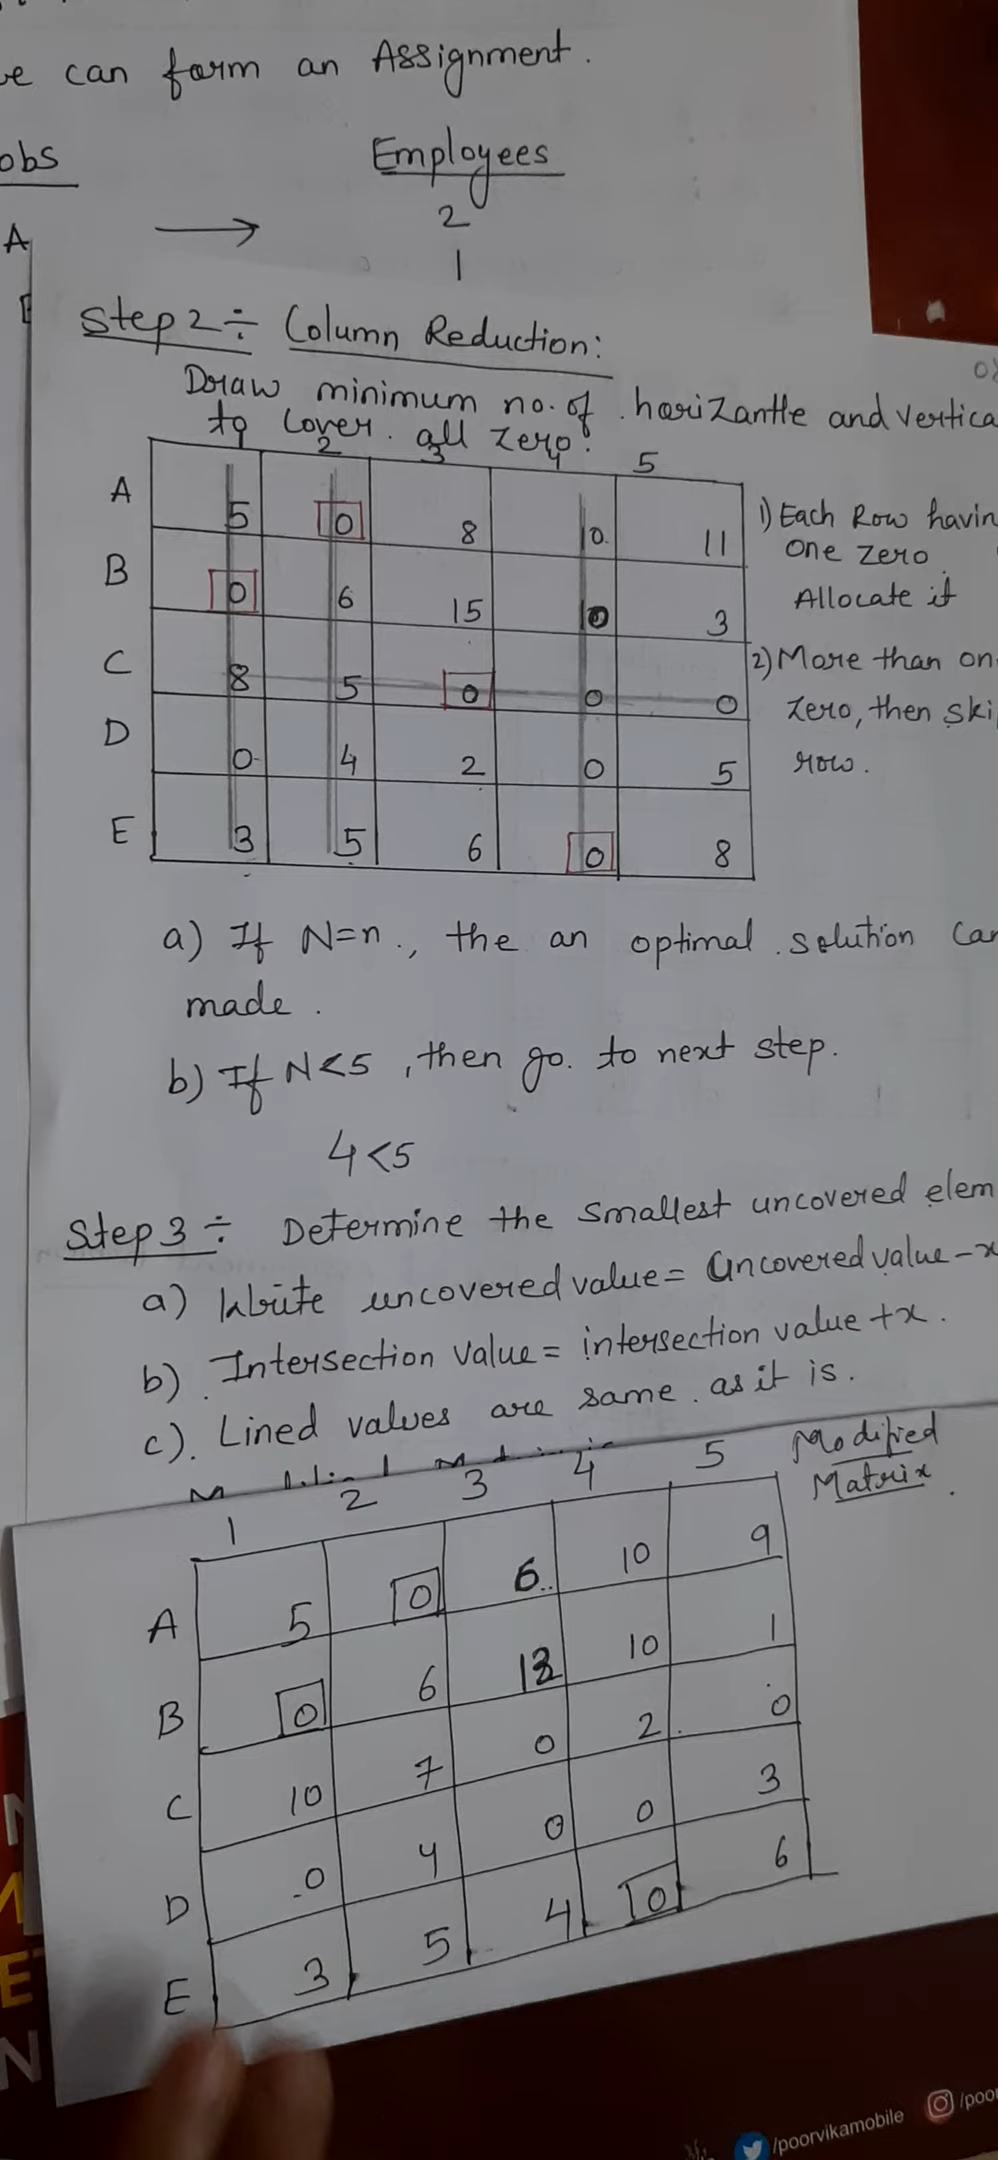 can form an Assignment.
obs Employees
A → 2
1
Step 2 ÷ Column Reduction:
Draw minimum no. of horizantle and vertica
to cover all zero.
2 3 4 5
A 5 0 8 10 11
B 0 6 15 10 3
C 8 5 0 0 0
D 0 4 2 0 5
E 3 5 6 0 8
1) Each Row havin
one zero
Allocate it
2) More than on
zero, then ski
row.
a) If N=n., the an optimal solution can
made.
b) If N<5, then go to next step.
4<5
Step 3 ÷ Determine the smallest uncovered elem
a) Write uncovered value = Uncovered value - x
b) Intersection value = intersection value + x.
c). Lined values are same as it is.
1 2 3 4 5 Modified
Matrix.
A 5 0 6 10 9
B 0 6 10 1
C 10 7 0 2 0
D 0 4 0 0 3
E 3 5 4 0 6
/poorvikamobile /poo